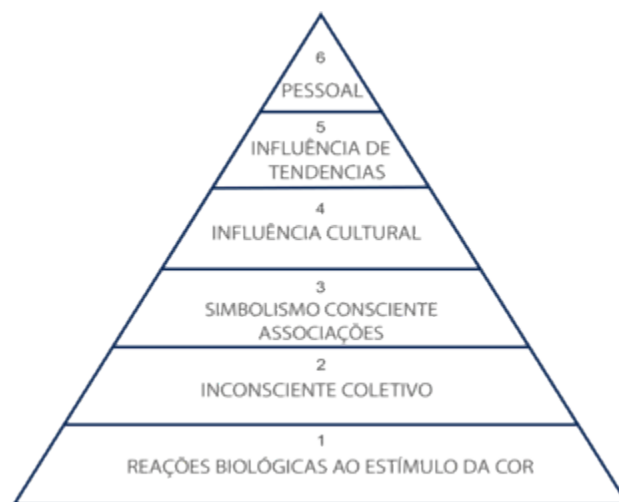 6
PESSOAL
5
INFLUÊNCIA DE
TENDENCIAS
4
INFLUÊNCIA CULTURAL
3
SIMBOLISMO CONSCIENTE
ASSOCIAÇÕES
2
INCONSCIENTE COLETIVO
1
REAÇÕES BIOLÓGICAS AO ESTÍMULO DA COR